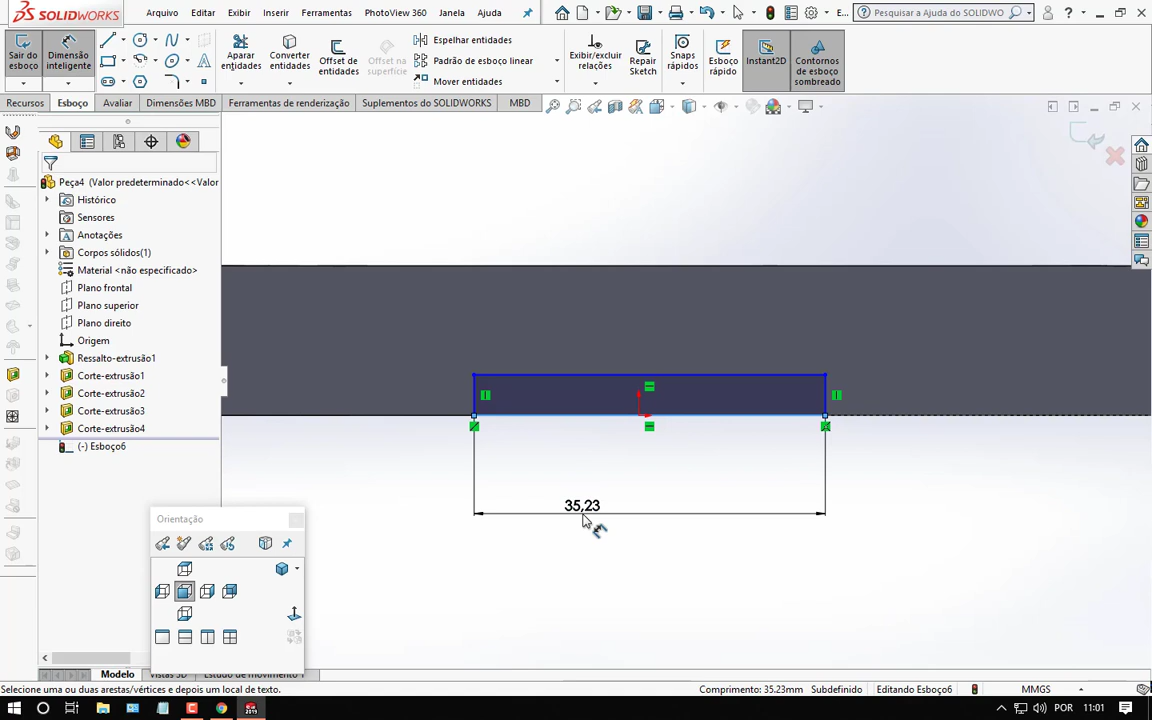 SOLIDWORKS
Arquivo Editar Exibir Inserir Ferramentas PhotoView 360 Janela Ajuda
E...
Pesquisar a Ajuda do SOLIDWO
Sair do esboço
Dimensão inteligente
Aparar entidades
Converter entidades
Offset de entidades
Offset na superfície
Espelhar entidades
Padrão de esboço linear
Mover entidades
Exibir/excluir relações
Repair Sketch
Snaps rápidos
Esboço rápido
Instant2D
Contornos de esboço sombreado
Recursos Esboço Avaliar Dimensões MBD Ferramentas de renderização Suplementos do SOLIDWORKS MBD
Peça4 (Valor predeterminado<<Valor
Histórico
Sensores
Anotações
Corpos sólidos(1)
Material <não especificado>
Plano frontal
Plano superior
Plano direito
Origem
Ressalto-extrusão1
Corte-extrusão1
Corte-extrusão2
Corte-extrusão3
Corte-extrusão4
(-) Esboço6
35,23
Orientação
Modelo Vistas 3D Estudo de movimento 1
Selecione uma ou duas arestas/vértices e depois um local de texto.
Comprimento: 35.23mm Subdefinido Editando Esboço6 MMGS
POR 11:01